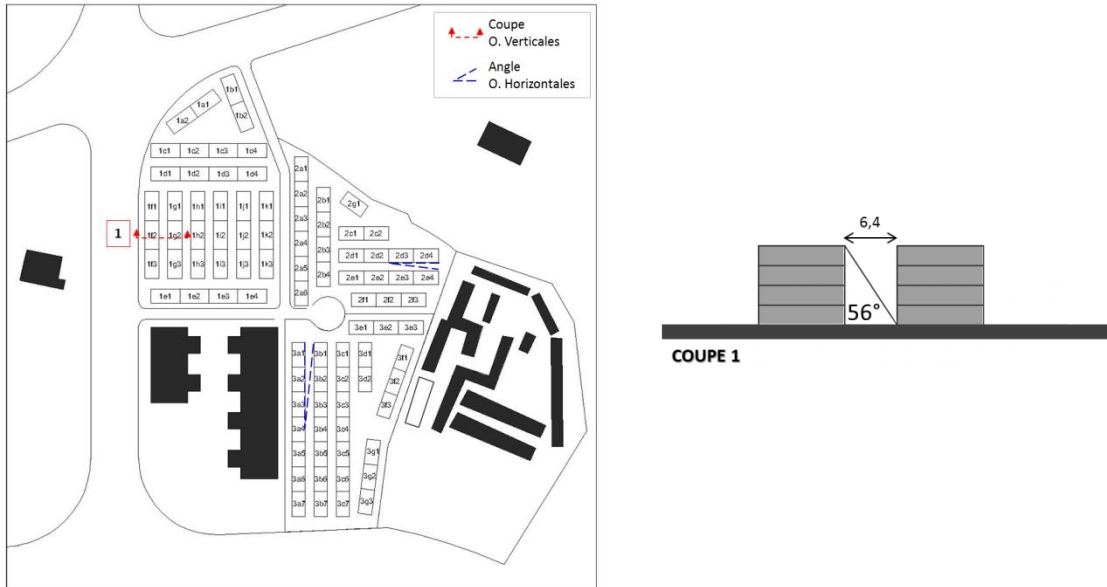 Coupe
O. Verticales
Angle
O. Horizontales
1a1
1a2
1b1
1b2
1c1 1c2 1c3 1c4
1d1 1d2 1d3 1d4
1f1 1g1 1h1 1i1 1j1 1k1
1 1f2 1g2 1h2 1i2 1j2 1k2
1f3 1g3 1h3 1i3 1j3 1k3
1e1 1e2 1e3 1e4
2a1
2a2
2a3
2a4
2a5
2a6
2b1
2b2
2b3
2b4
2g1
2c1 2c2
2d1 2d2 2d3 2d4
2e1 2e2 2e3 2e4
2f1 2f2 2f3
3e1 3e2 3e3
3a1 3b1 3c1 3d1
3a2 3b2 3c2 3d2
3a3 3b3 3c3
3a4 3b4 3c4
3a5 3b5 3c5
3a6 3b6 3c6
3a7 3b7 3c7
3f1
3f2
3f3
3g1
3g2
3g3
6,4
56°
COUPE 1